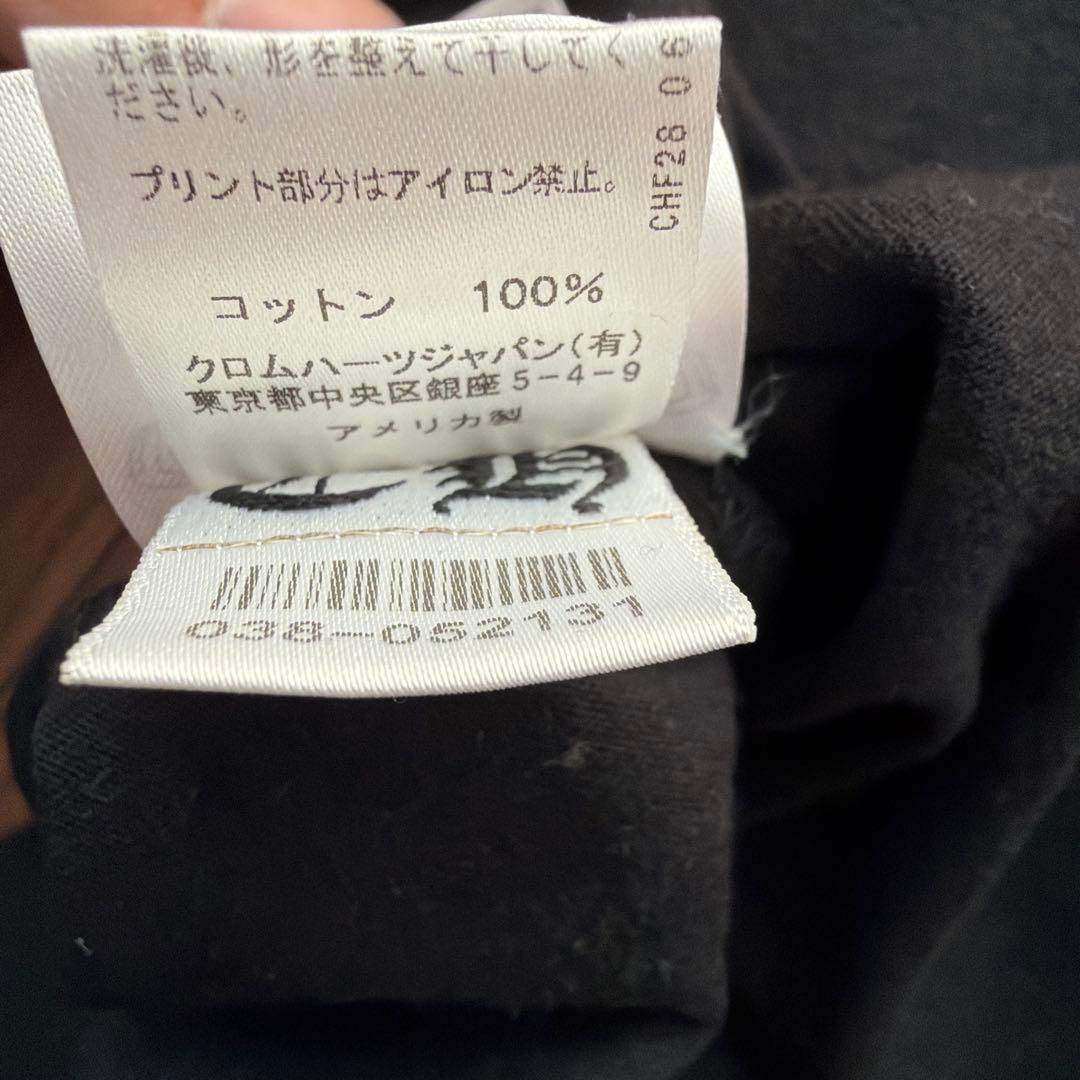 洗濯後、形を整えて干してく
ださい。
プリント部分はアイロン禁止。
コットン 100%
クロムハーツジャパン(有)
東京都中央区銀座5-4-9
アメリカ製
CHF28 06
038-052131